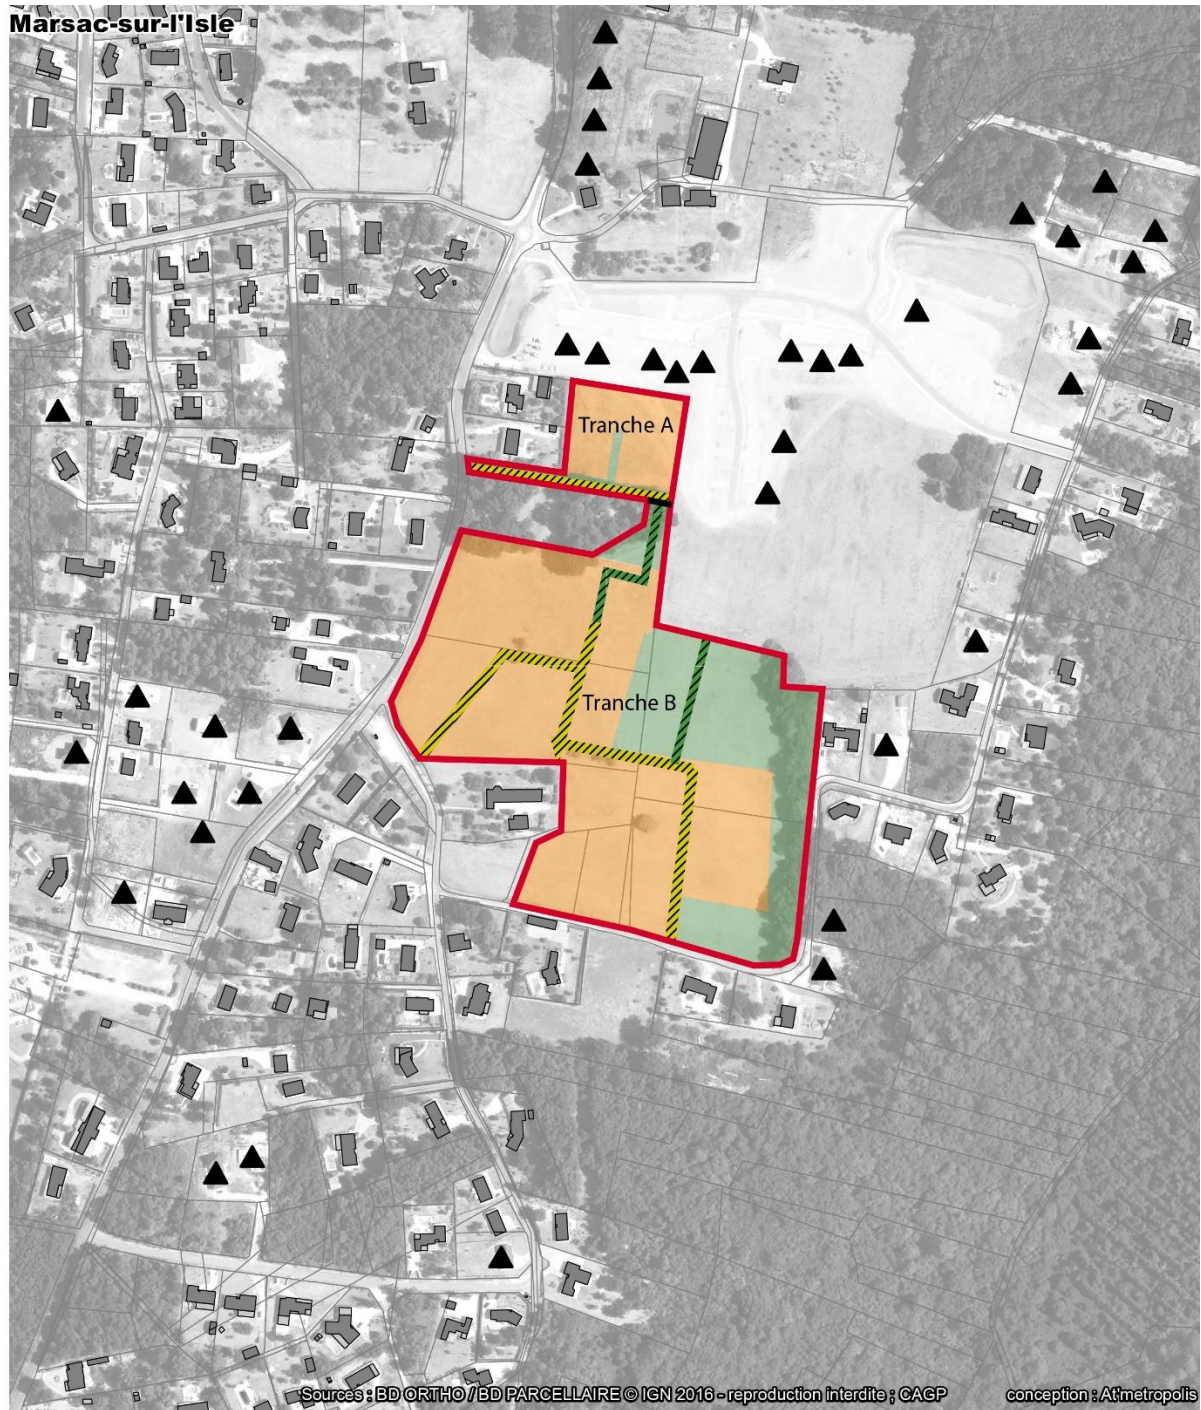 Marsac-sur-l'Isle
Tranche A
Tranche B
Sources : BD ORTHO / BD PARCELLAIRE © IGN 2016 - reproduction interdite ; CAGP conception : At'metropolis